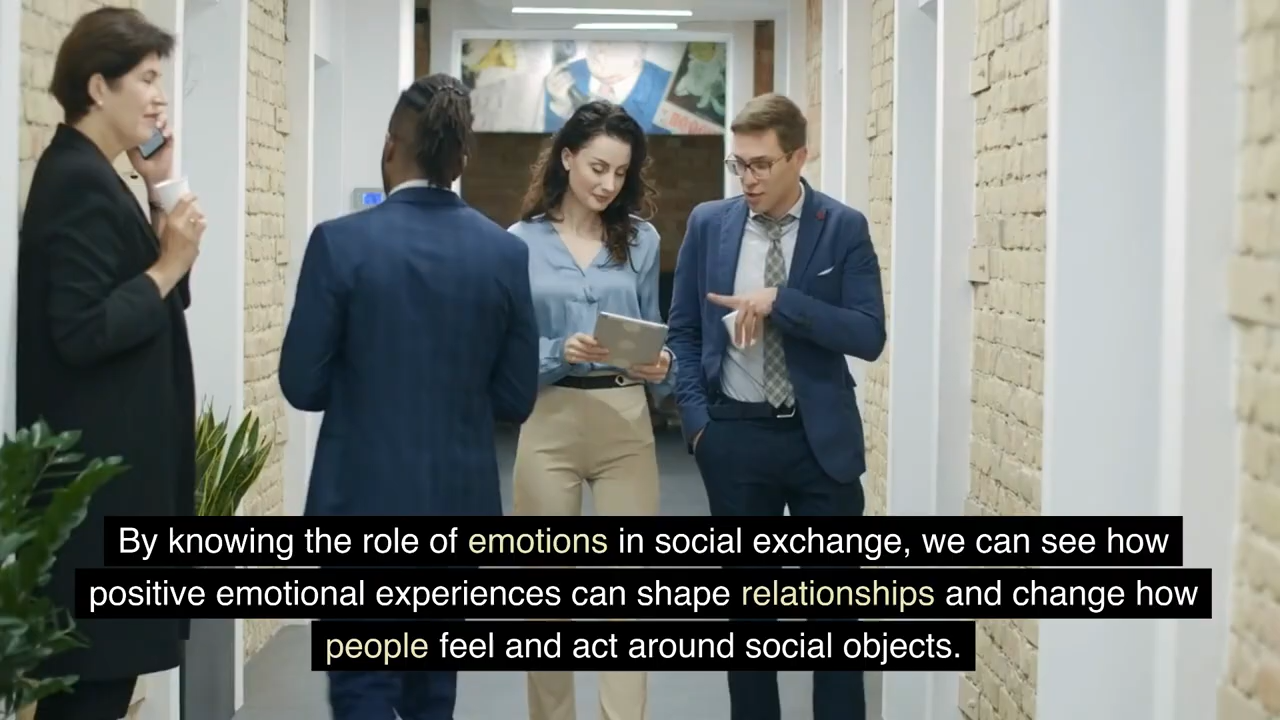 By knowing the role of emotions in social exchange, we can see how
positive emotional experiences can shape relationships and change how
people feel and act around social objects.